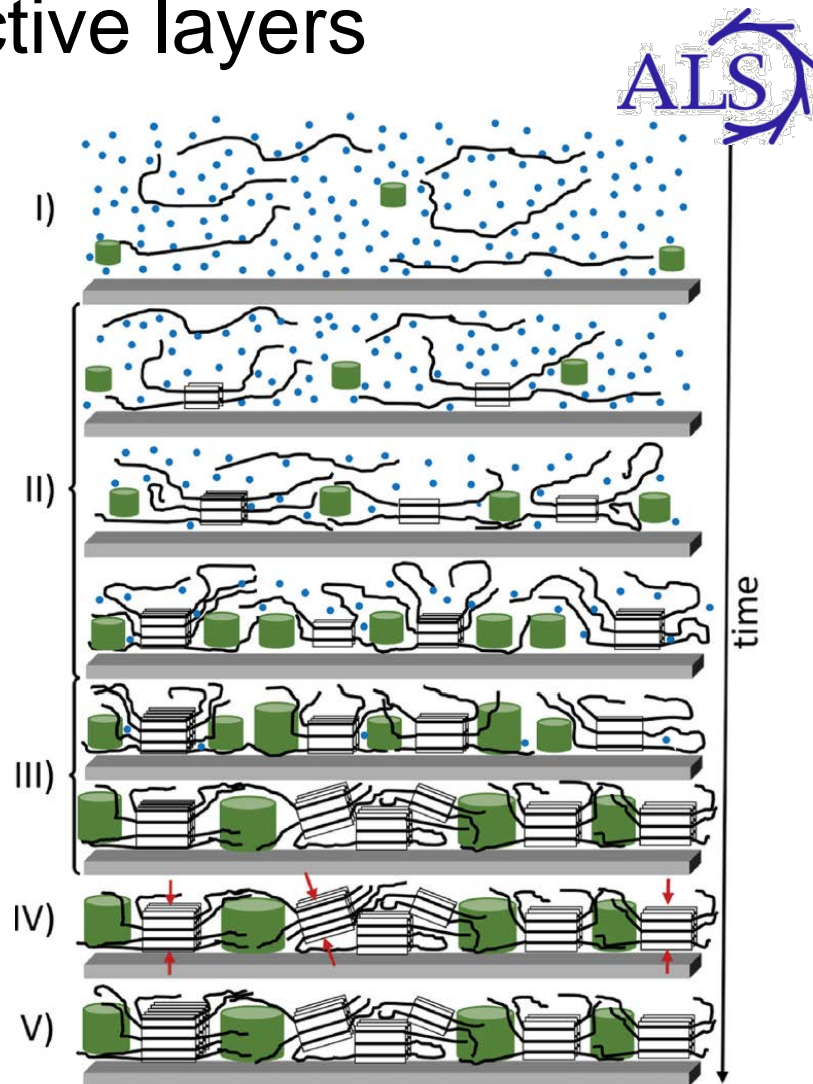 ctive layers
ALS
I)
II)
time
III)
IV)
V)